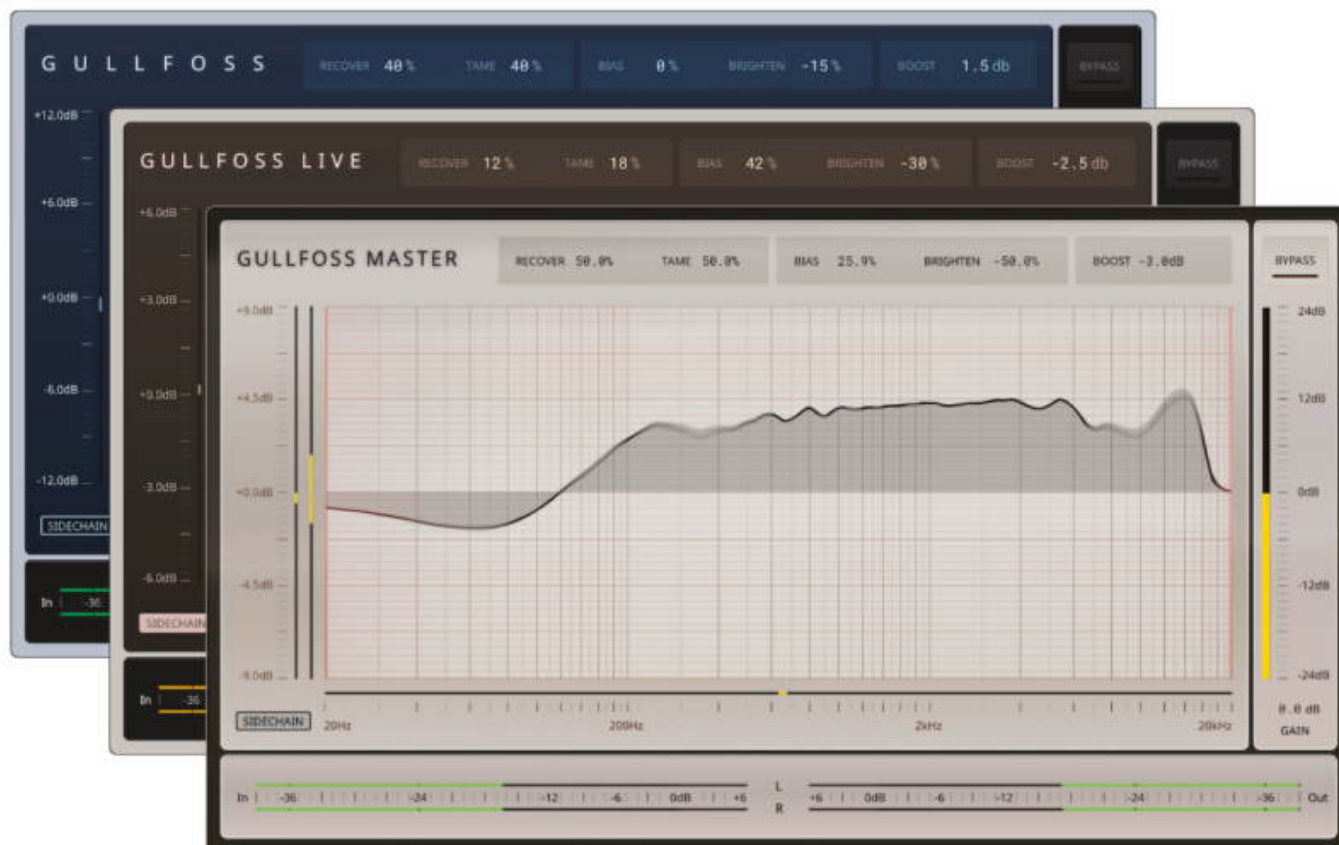 GULLFOSS RECOVER 40% TAME 40% BIAS 0% BRIGHTEN -15% BOOST 1.5db BYPASS
+12.0dB
+6.0dB
+0.0dB
-6.0dB
-12.0dB
SIDECHAIN
In -36
GULLFOSS LIVE RECOVER 12% TAME 18% BIAS 42% BRIGHTEN -30% BOOST -2.5db BYPASS
+6.0dB
+3.0dB
+0.0dB
-3.0dB
-6.0dB
SIDECHAIN
In -36
GULLFOSS MASTER RECOVER 50.0% TAME 50.0% BIAS 25.9% BRIGHTEN -50.0% BOOST -3.0dB BYPASS
+9.0dB 24dB
+4.5dB 12dB
+0.0dB 0dB
-4.5dB -12dB
-9.0dB -24dB
SIDECHAIN 20Hz 200Hz 2kHz 20kHz
0.0 dB
GAIN
L
In -36 -24 -12 -6 0dB +6 +6 0dB -6 -12 -24 -36 Out
R